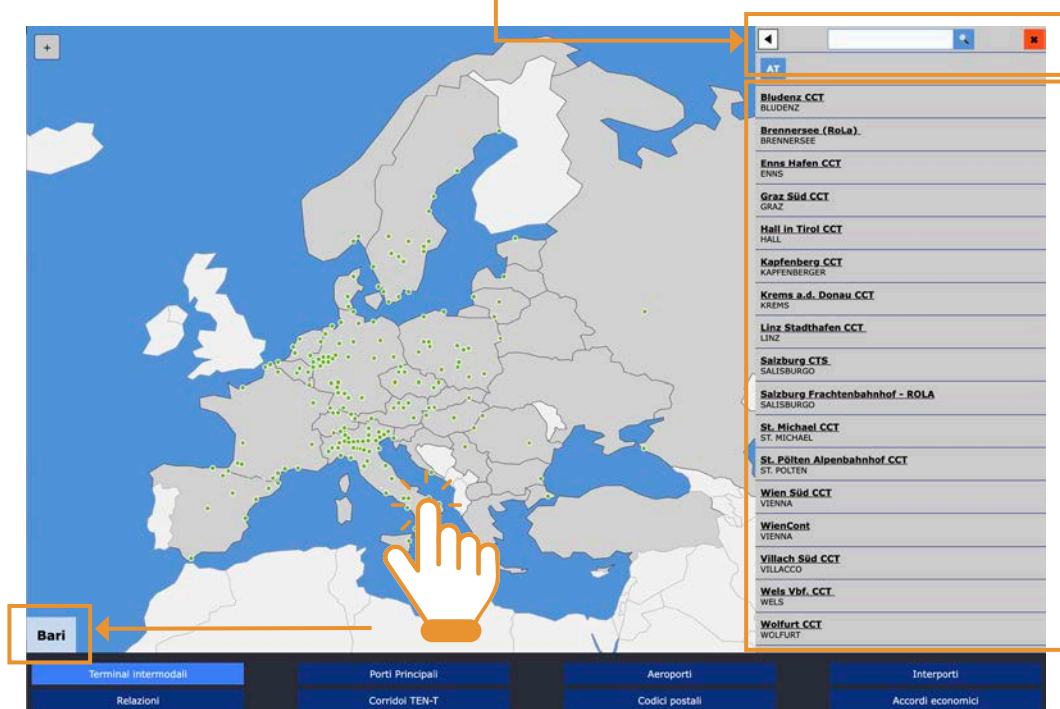 +
AT
Bludenz CCT
BLUDENZ
Brennersee (RoLa)
BRENNERSEE
Enns Hafen CCT
ENNS
Graz Süd CCT
GRAZ
Hall in Tirol CCT
HALL
Kapfenberg CCT
KAPFENBERGER
Krems a.d. Donau CCT
KREMS
Linz Stadthafen CCT
LINZ
Salzburg CTS
SALISBURGO
Salzburg Frachtenbahnhof - ROLA
SALISBURGO
St. Michael CCT
ST. MICHAEL
St. Pölten Alpenbahnhof CCT
ST. POLTEN
Wien Süd CCT
VIENNA
WienCont
VIENNA
Villach Süd CCT
VILLACCO
Wels Vbf. CCT
WELS
Wolfurt CCT
WOLFURT
Bari
Terminal intermodali
Porti Principali
Aeroporti
Interporti
Relazioni
Corridoi TEN-T
Codici postali
Accordi economici